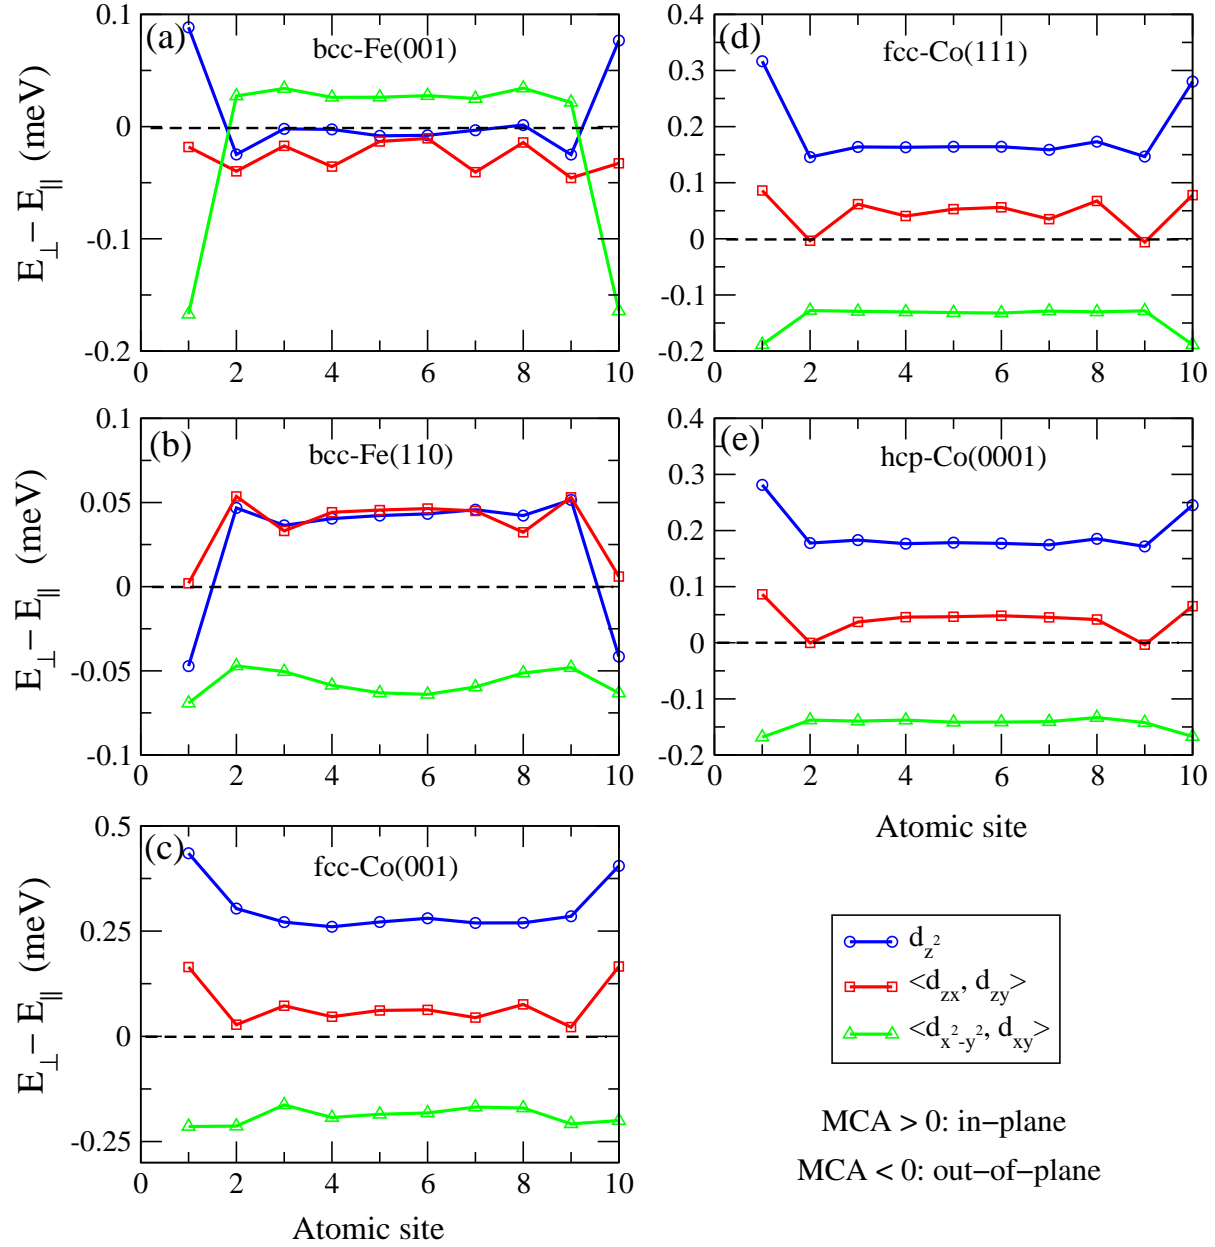 (a)
bcc-Fe(001)
0.1
0
-0.1
-0.2
E⊥ − E∥ (meV)
0 2 4 6 8 10
(d)
fcc-Co(111)
0.4
0.3
0.2
0.1
0
-0.1
-0.2
0 2 4 6 8 10
(b)
bcc-Fe(110)
0.1
0.05
0
-0.05
-0.1
E⊥ − E∥ (meV)
0 2 4 6 8 10
(e)
hcp-Co(0001)
0.4
0.3
0.2
0.1
0
-0.1
-0.2
0 2 4 6 8 10
Atomic site
(c)
fcc-Co(001)
0.5
0.25
0
-0.25
E⊥ − E∥ (meV)
0 2 4 6 8 10
Atomic site
d_z²
<d_zx, d_zy>
<d_x²-y², d_xy>
MCA > 0: in−plane
MCA < 0: out−of−plane